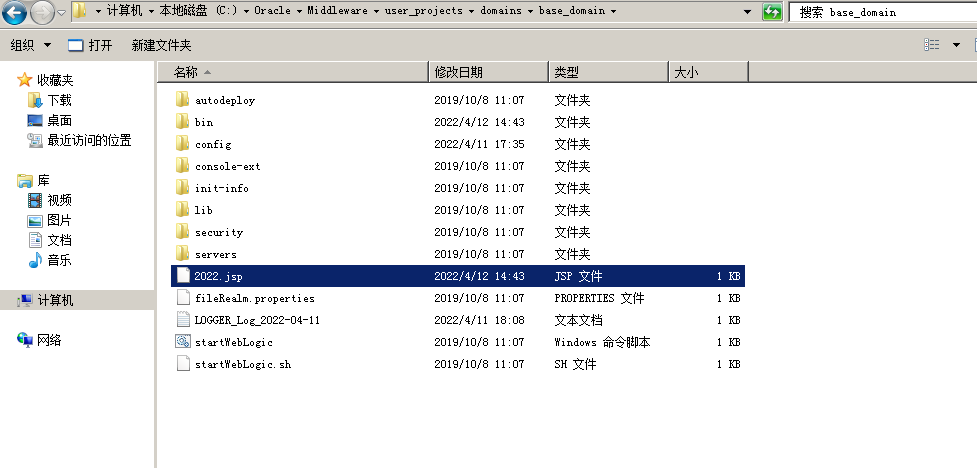 计算机 本地磁盘 (C:) Oracle Middleware user_projects domains base_domain 搜索 base_domain
组织 打开 新建文件夹
收藏夹
下载
桌面
最近访问的位置
库
视频
图片
文档
音乐
计算机
网络
名称 修改日期 类型 大小
autodeploy 2019/10/8 11:07 文件夹
bin 2022/4/12 14:43 文件夹
config 2022/4/11 17:35 文件夹
console-ext 2019/10/8 11:07 文件夹
init-info 2019/10/8 11:07 文件夹
lib 2019/10/8 11:07 文件夹
security 2019/10/8 11:07 文件夹
servers 2019/10/8 11:07 文件夹
2022.jsp 2022/4/12 14:43 JSP 文件 1 KB
fileRealm.properties 2019/10/8 11:07 PROPERTIES 文件 1 KB
LOGGER_Log_2022-04-11 2022/4/11 18:08 文本文档 1 KB
startWebLogic 2019/10/8 11:07 Windows 命令脚本 1 KB
startWebLogic.sh 2019/10/8 11:07 SH 文件 1 KB